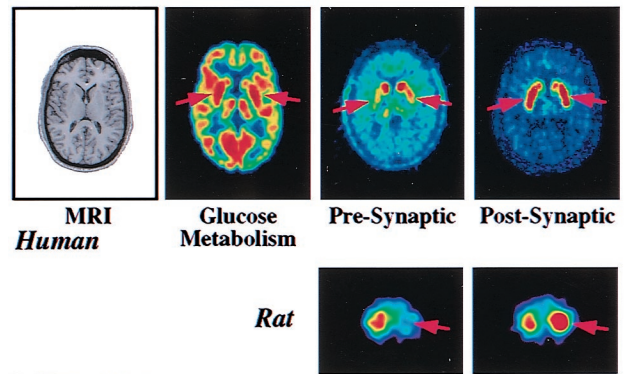 MRI
Glucose
Metabolism
Pre-Synaptic
Post-Synaptic
Human
Rat